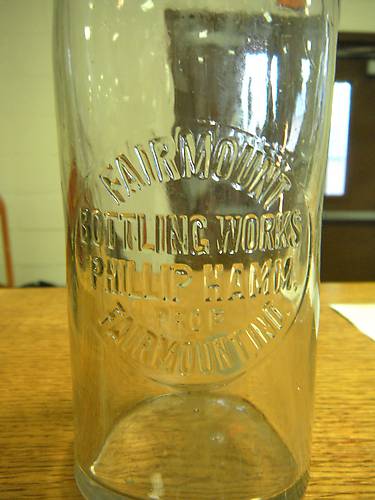 FAIRMOUNT
BOTTLING WORKS
PHILLIP HAMM.
PROP.
FAIRMOUNT IND.